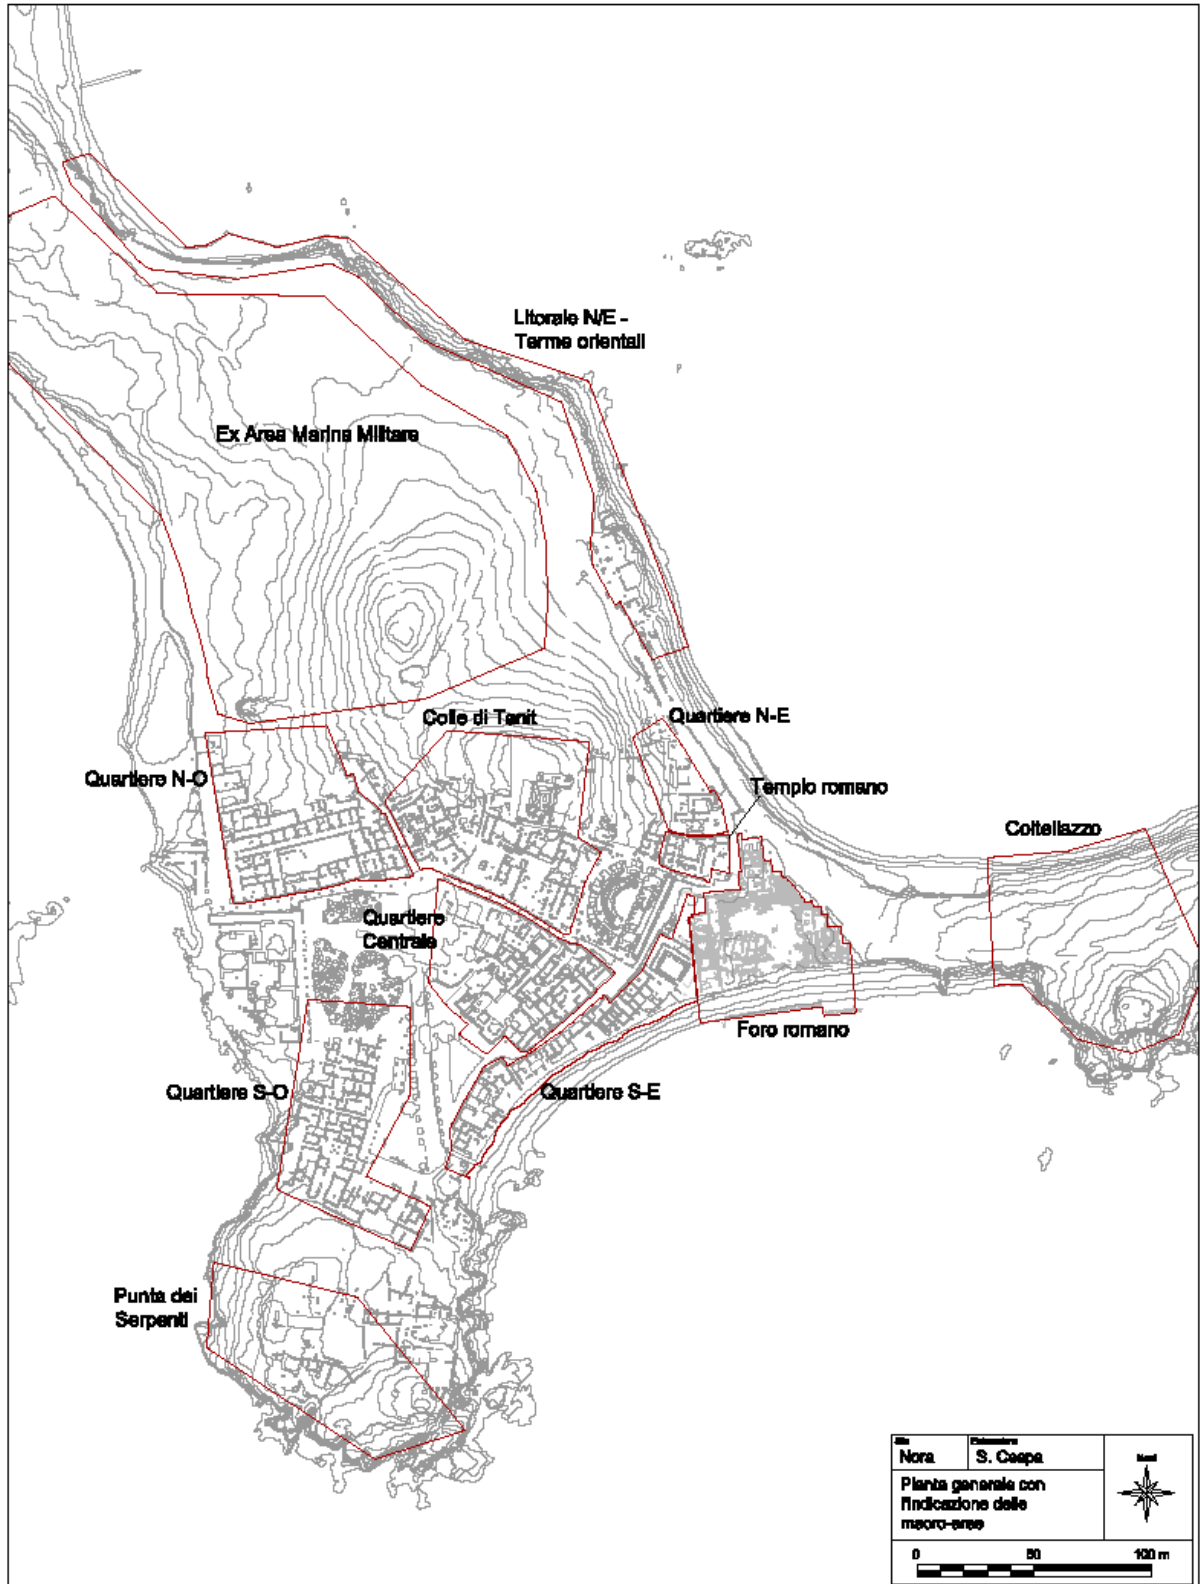 Litorale N/E -
Terme orientali
Ex Area Marina Militare
Colle di Tanit
Quartiere N-E
Quartiere N-O
Tempio romano
Coltellazzo
Quartiere
Centrale
Foro romano
Quartiere S-O
Quartiere S-E
Punta dei
Serpenti
Nora
S. Cespa
Nord
Pianta generale con
l'indicazione delle
macro-aree
0 50 100 m